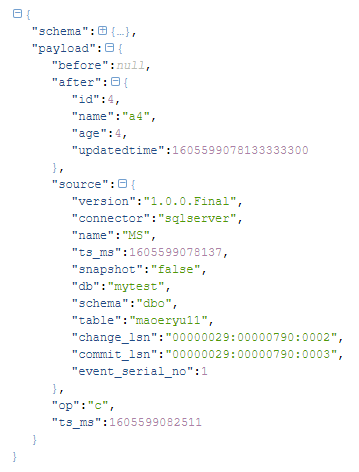 {
"schema":{…},
"payload":{
"before":null,
"after":{
"id":4,
"name":"a4",
"age":4,
"updatedtime":1605599078133333300
},
"source":{
"version":"1.0.0.Final",
"connector":"sqlserver",
"name":"MS",
"ts_ms":1605599078137,
"snapshot":"false",
"db":"mytest",
"schema":"dbo",
"table":"maoeryu11",
"change_lsn":"00000029:00000790:0002",
"commit_lsn":"00000029:00000790:0003",
"event_serial_no":1
},
"op":"c",
"ts_ms":1605599082511
}
}